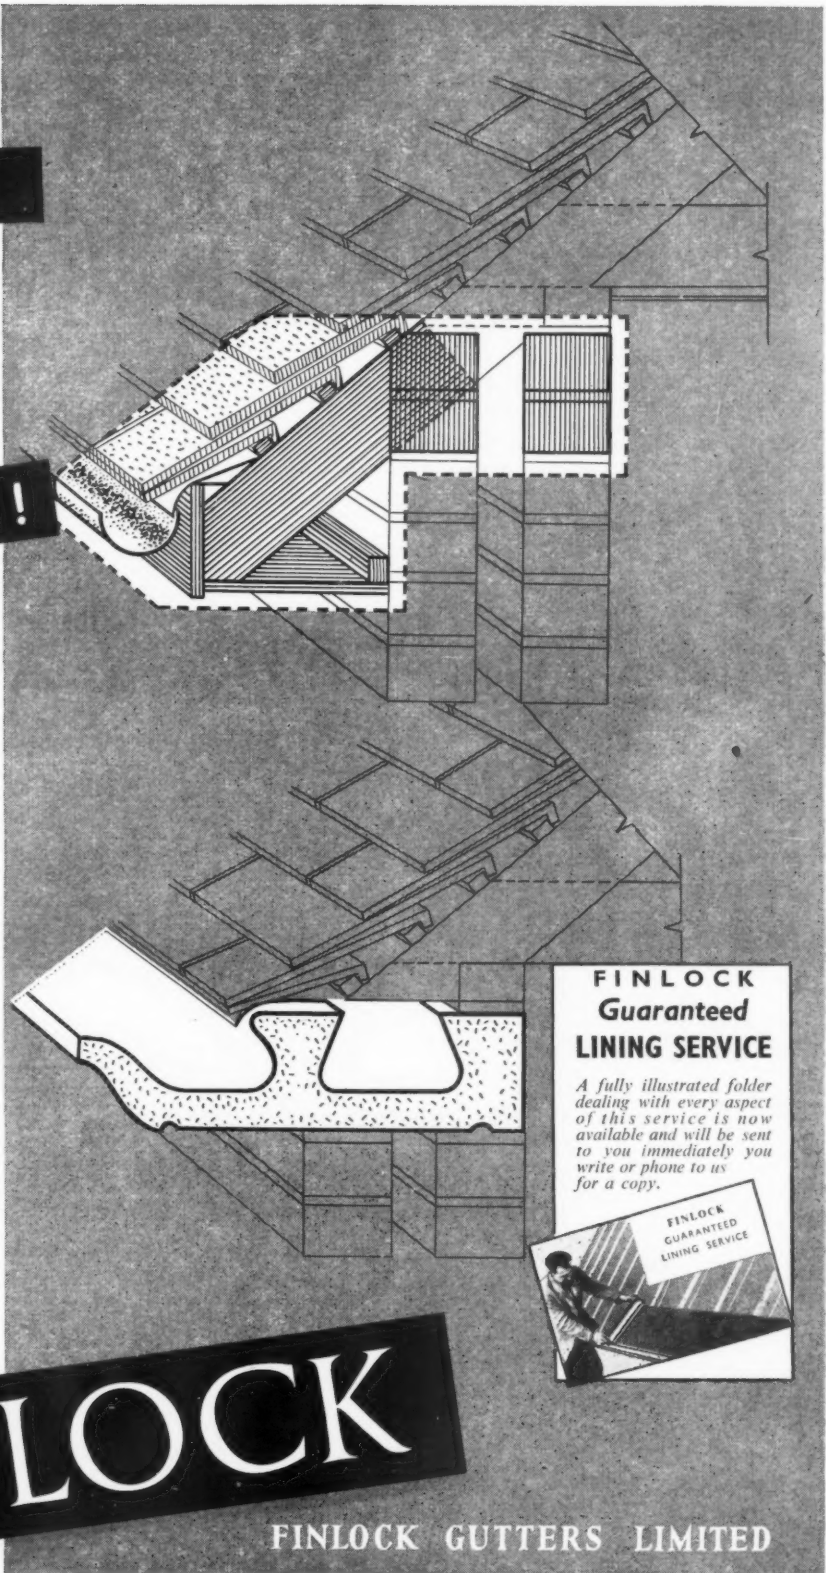 !
FINLOCK
Guaranteed
LINING SERVICE
A fully illustrated folder
dealing with every aspect
of this service is now
available and will be sent
to you immediately you
write or phone to us
for a copy.
FINLOCK
GUARANTEED
LINING SERVICE
LOCK
FINLOCK GUTTERS LIMITED